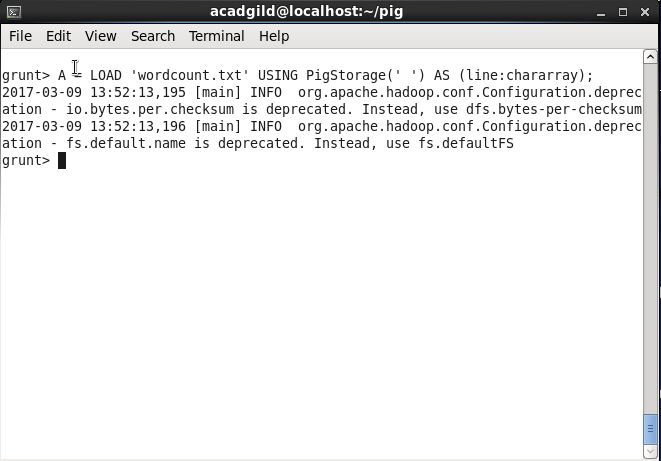 acadgild@localhost:~/pig
File Edit View Search Terminal Help
grunt> A = LOAD 'wordcount.txt' USING PigStorage(' ') AS (line:chararray);
2017-03-09 13:52:13,195 [main] INFO  org.apache.hadoop.conf.Configuration.deprec
ation - io.bytes.per.checksum is deprecated. Instead, use dfs.bytes-per-checksum
2017-03-09 13:52:13,196 [main] INFO  org.apache.hadoop.conf.Configuration.deprec
ation - fs.default.name is deprecated. Instead, use fs.defaultFS
grunt>